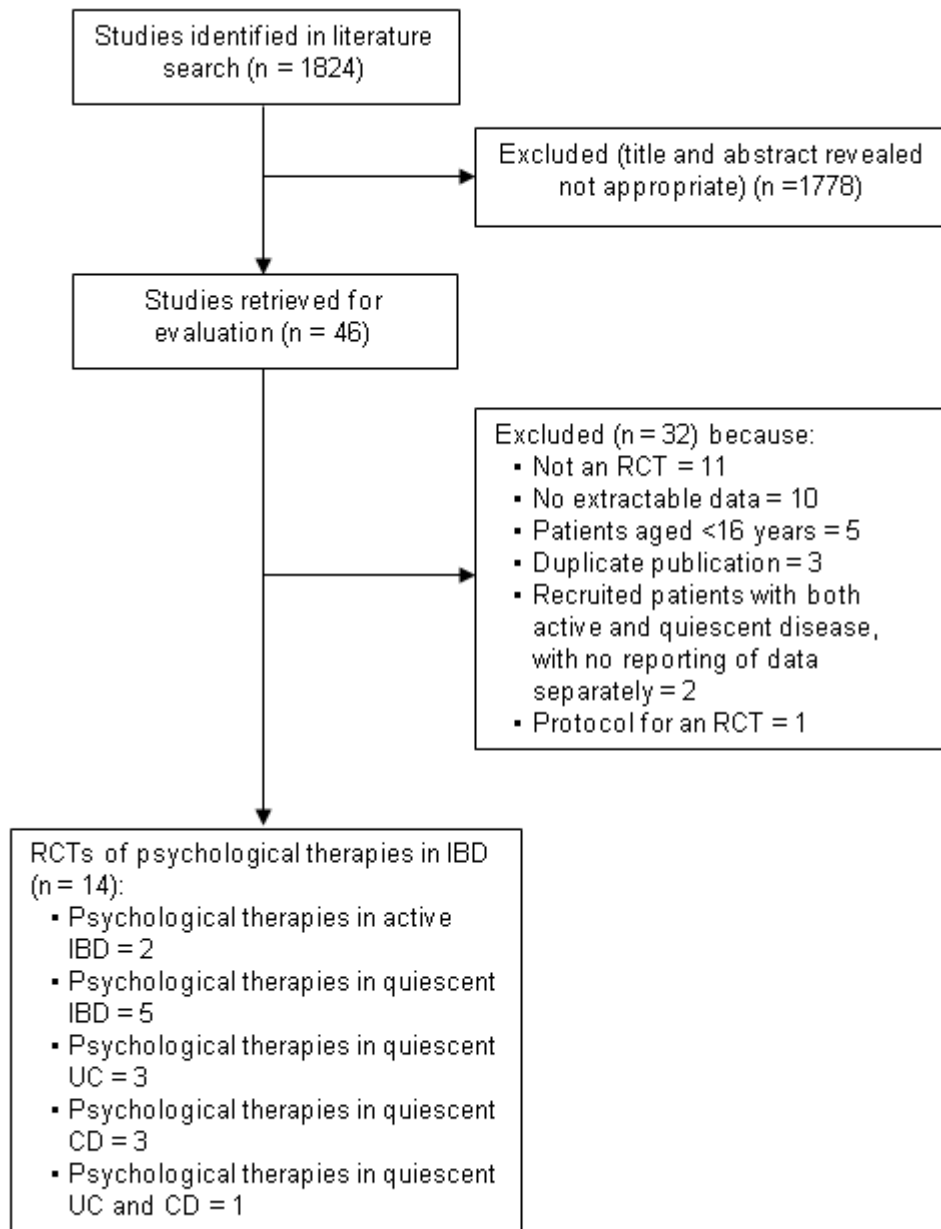 Studies identified in literature
search (n = 1824)
Excluded (title and abstract revealed
not appropriate) (n =1778)
Studies retrieved for
evaluation (n = 46)
Excluded (n = 32) because:
▪ Not an RCT = 11
▪ No extractable data = 10
▪ Patients aged <16 years = 5
▪ Duplicate publication = 3
▪ Recruited patients with both
active and quiescent disease,
with no reporting of data
separately = 2
▪ Protocol for an RCT = 1
RCTs of psychological therapies in IBD
(n = 14):
▪ Psychological therapies in active
IBD = 2
▪ Psychological therapies in quiescent
IBD = 5
▪ Psychological therapies in quiescent
UC = 3
▪ Psychological therapies in quiescent
CD = 3
▪ Psychological therapies in quiescent
UC and CD = 1